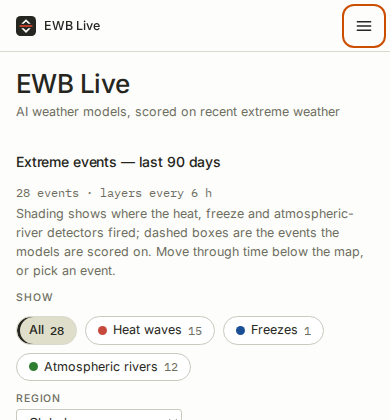 EWB Live
EWB Live
AI weather models, scored on recent extreme weather
Extreme events — last 90 days
28 events · layers every 6 h
Shading shows where the heat, freeze and atmospheric-
river detectors fired; dashed boxes are the events the
models are scored on. Move through time below the map,
or pick an event.
SHOW
All 28 Heat waves 15 Freezes 1
Atmospheric rivers 12
REGION